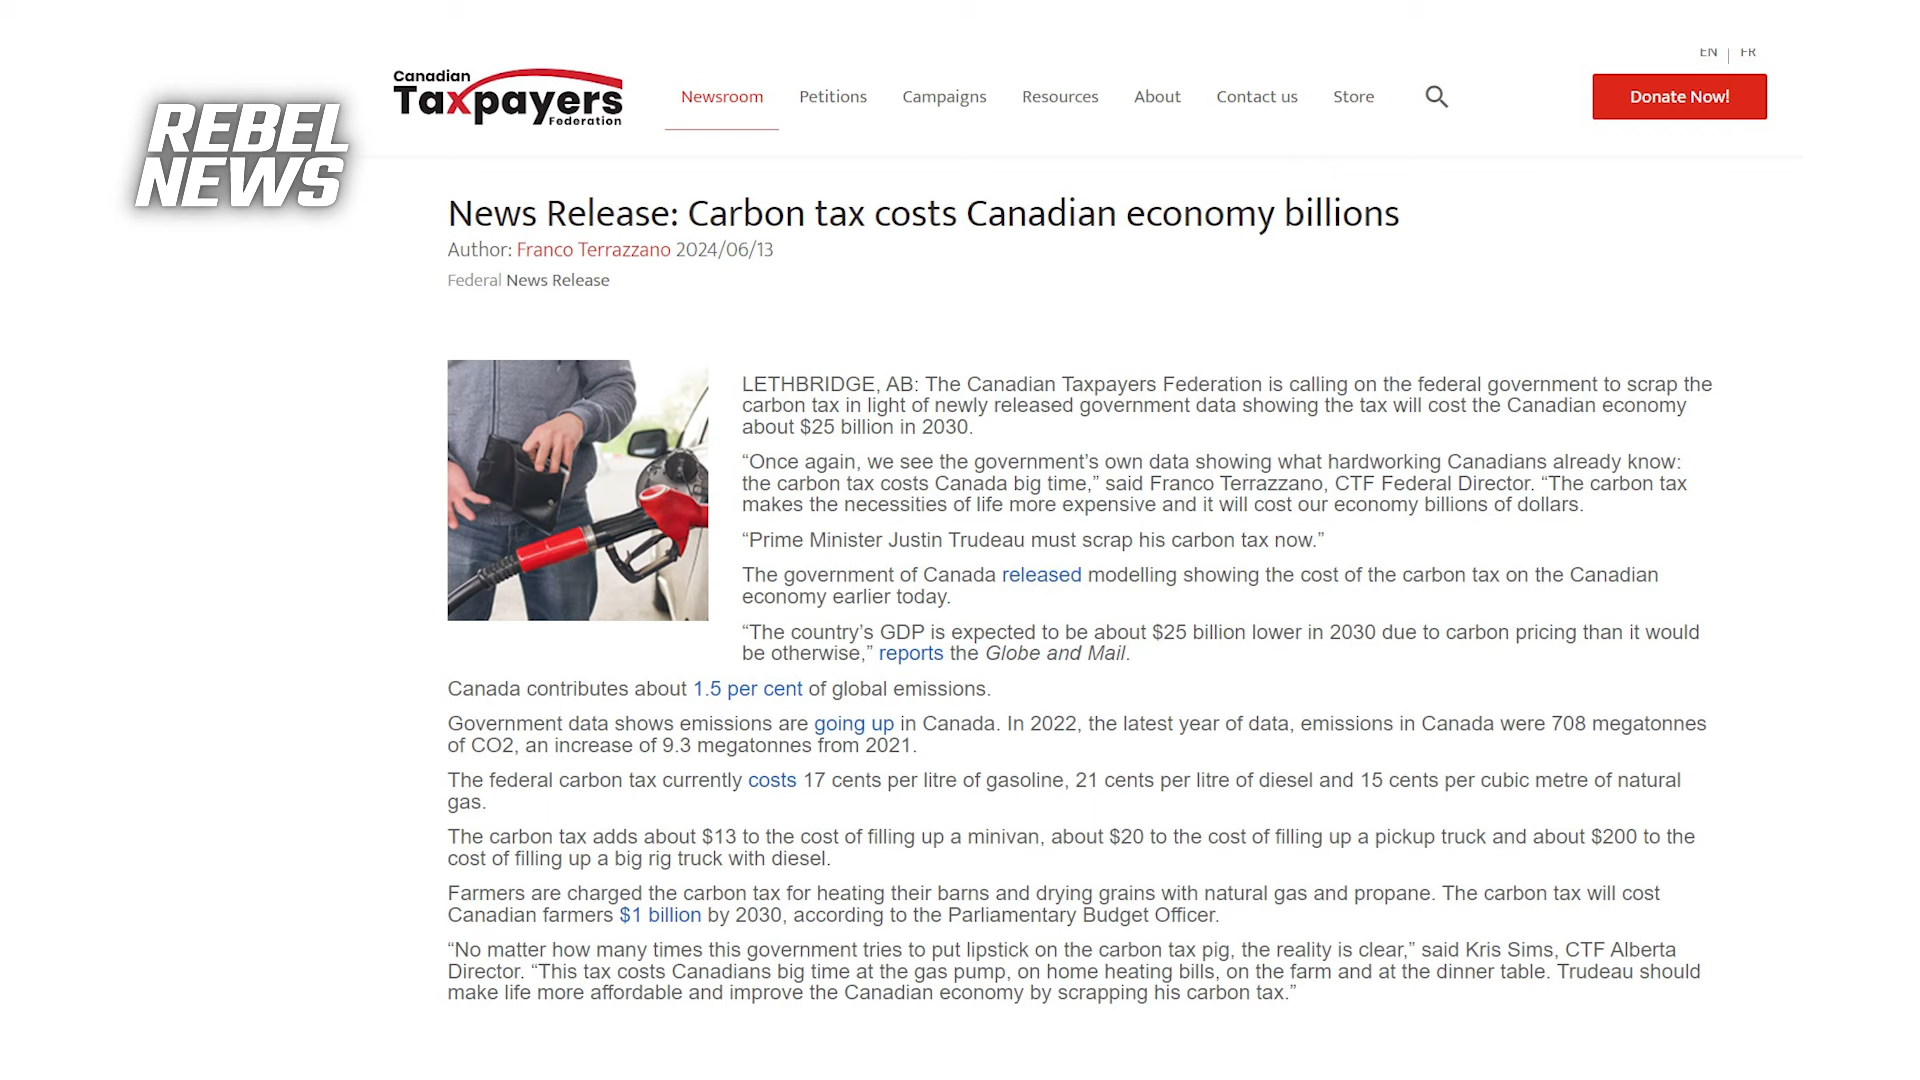 EN | FR
Canadian
Taxpayers
Federation
Newsroom Petitions Campaigns Resources About Contact us Store
Donate Now!
REBEL
NEWS
News Release: Carbon tax costs Canadian economy billions
Author: Franco Terrazzano 2024/06/13
Federal News Release
LETHBRIDGE, AB: The Canadian Taxpayers Federation is calling on the federal government to scrap the
carbon tax in light of newly released government data showing the tax will cost the Canadian economy
about $25 billion in 2030.
“Once again, we see the government’s own data showing what hardworking Canadians already know:
the carbon tax costs Canada big time,” said Franco Terrazzano, CTF Federal Director. “The carbon tax
makes the necessities of life more expensive and it will cost our economy billions of dollars.
“Prime Minister Justin Trudeau must scrap his carbon tax now.”
The government of Canada released modelling showing the cost of the carbon tax on the Canadian
economy earlier today.
“The country’s GDP is expected to be about $25 billion lower in 2030 due to carbon pricing than it would
be otherwise,” reports the Globe and Mail.
Canada contributes about 1.5 per cent of global emissions.
Government data shows emissions are going up in Canada. In 2022, the latest year of data, emissions in Canada were 708 megatonnes
of CO2, an increase of 9.3 megatonnes from 2021.
The federal carbon tax currently costs 17 cents per litre of gasoline, 21 cents per litre of diesel and 15 cents per cubic metre of natural
gas.
The carbon tax adds about $13 to the cost of filling up a minivan, about $20 to the cost of filling up a pickup truck and about $200 to the
cost of filling up a big rig truck with diesel.
Farmers are charged the carbon tax for heating their barns and drying grains with natural gas and propane. The carbon tax will cost
Canadian farmers $1 billion by 2030, according to the Parliamentary Budget Officer.
“No matter how many times this government tries to put lipstick on the carbon tax pig, the reality is clear,” said Kris Sims, CTF Alberta
Director. “This tax costs Canadians big time at the gas pump, on home heating bills, on the farm and at the dinner table. Trudeau should
make life more affordable and improve the Canadian economy by scrapping his carbon tax.”